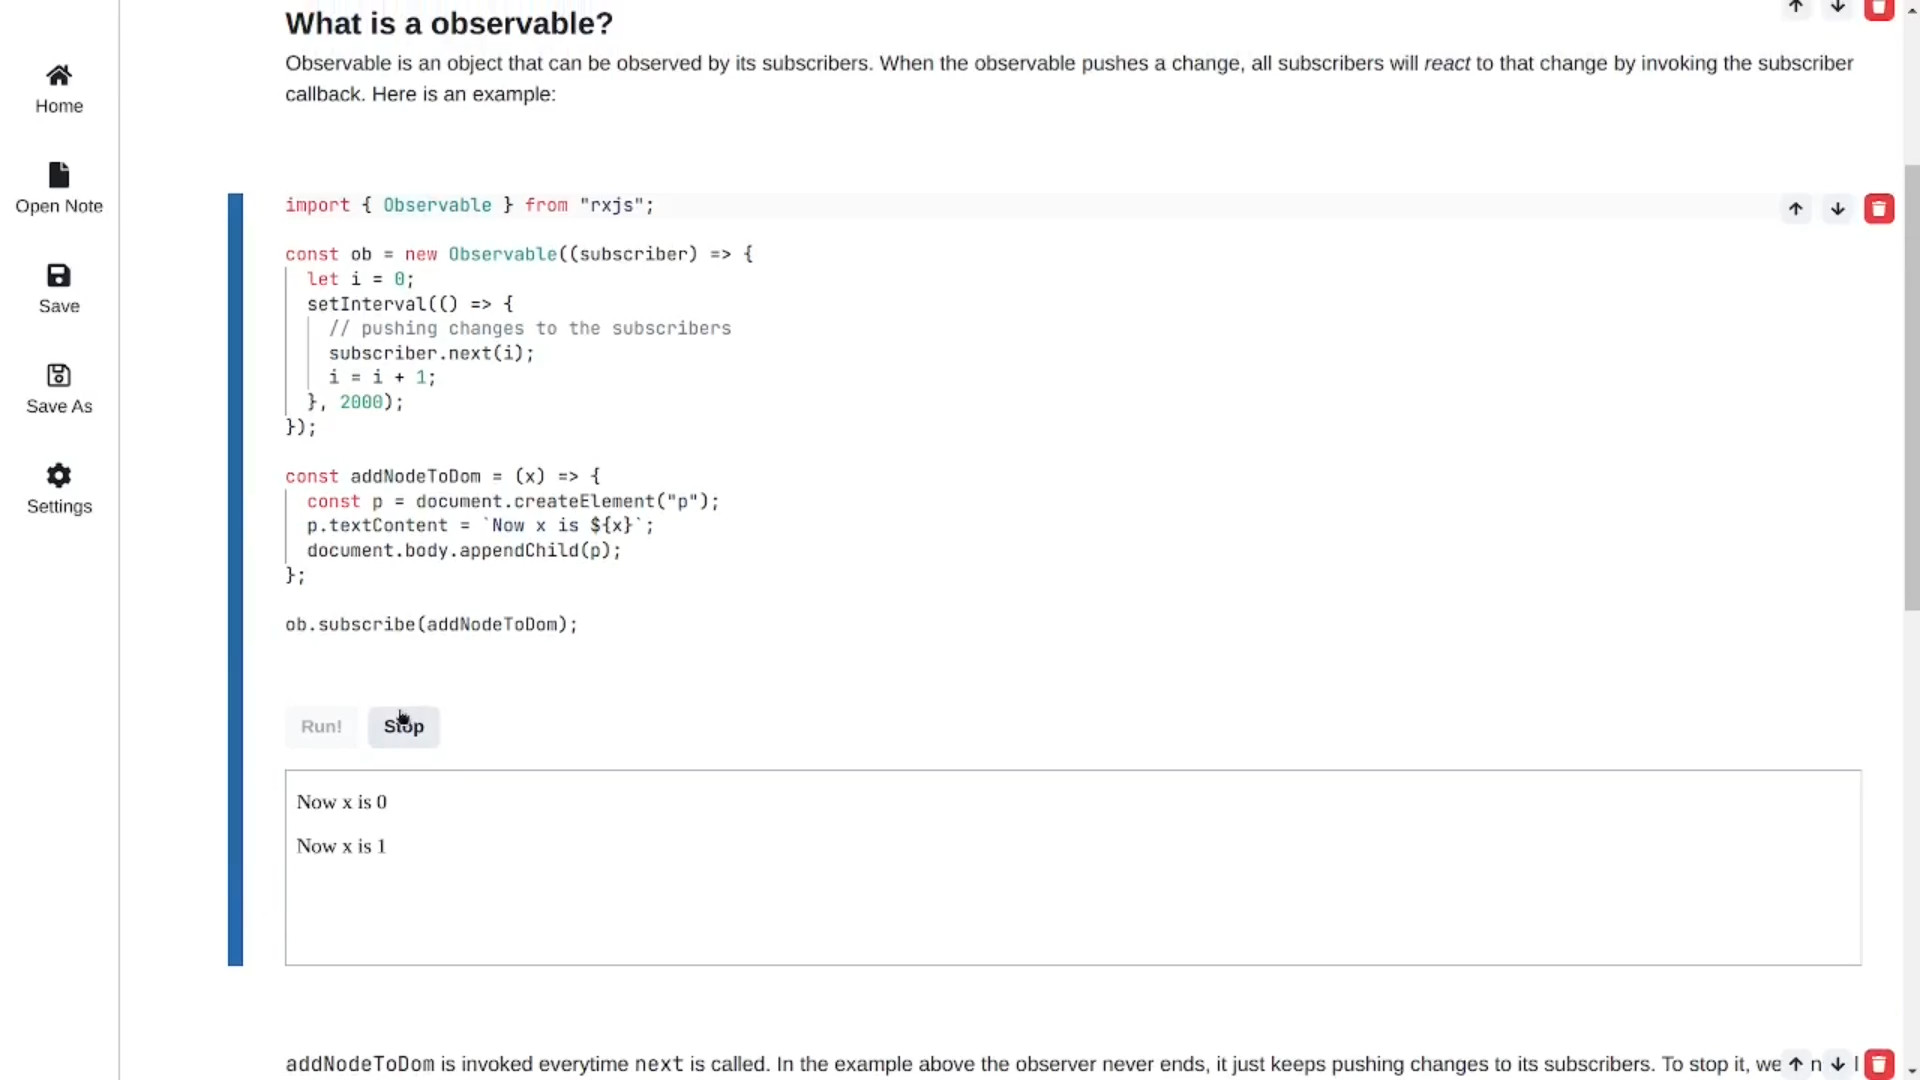 What is a observable?
Observable is an object that can be observed by its subscribers. When the observable pushes a change, all subscribers will react to that change by invoking the subscriber
callback. Here is an example:
Home
Open Note
Save
Save As
Settings
import { Observable } from "rxjs";
const ob = new Observable((subscriber) => {
  let i = 0;
  setInterval(() => {
    // pushing changes to the subscribers
    subscriber.next(i);
    i = i + 1;
  }, 2000);
});
const addNodeToDom = (x) => {
  const p = document.createElement("p");
  p.textContent = `Now x is ${x}`;
  document.body.appendChild(p);
};
ob.subscribe(addNodeToDom);
Run! Stop
Now x is 0
Now x is 1
addNodeToDom is invoked everytime next is called. In the example above the observer never ends, it just keeps pushing changes to its subscribers. To stop it, we